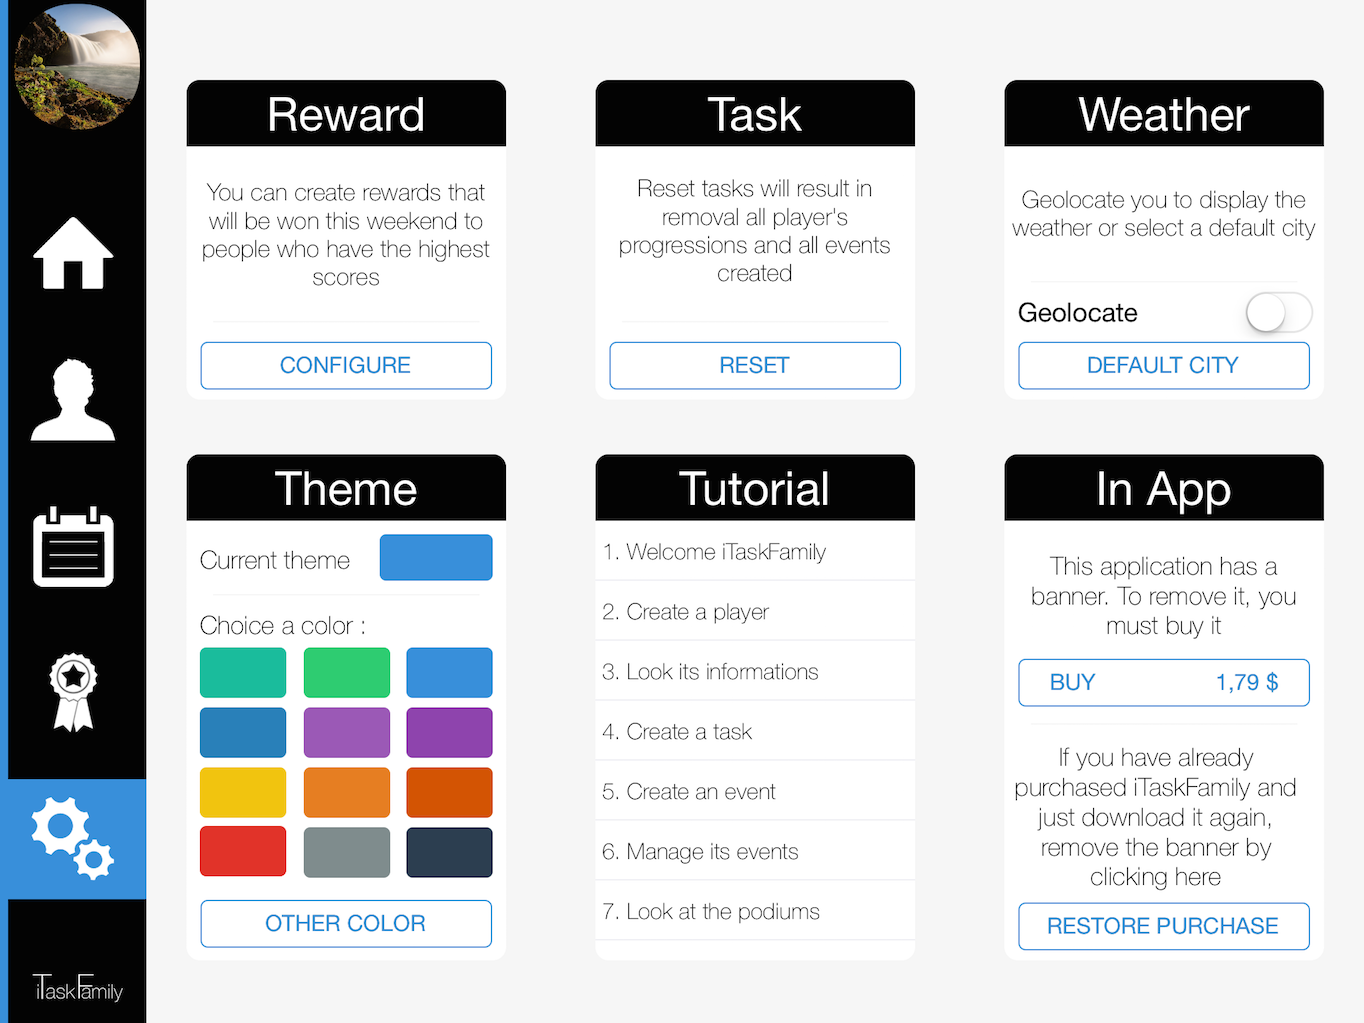 Reward
You can create rewards that
will be won this weekend to
people who have the highest
scores
CONFIGURE
Task
Reset tasks will result in
removal all player's
progressions and all events
created
RESET
Weather
Geolocate you to display the
weather or select a default city
Geolocate
DEFAULT CITY
Theme
Current theme
Choice a color :
OTHER COLOR
Tutorial
1. Welcome iTaskFamily
2. Create a player
3. Look its informations
4. Create a task
5. Create an event
6. Manage its events
7. Look at the podiums
In App
This application has a
banner. To remove it, you
must buy it
BUY 1,79 $
If you have already
purchased iTaskFamily and
just download it again,
remove the banner by
clicking here
RESTORE PURCHASE
iTaskFamily